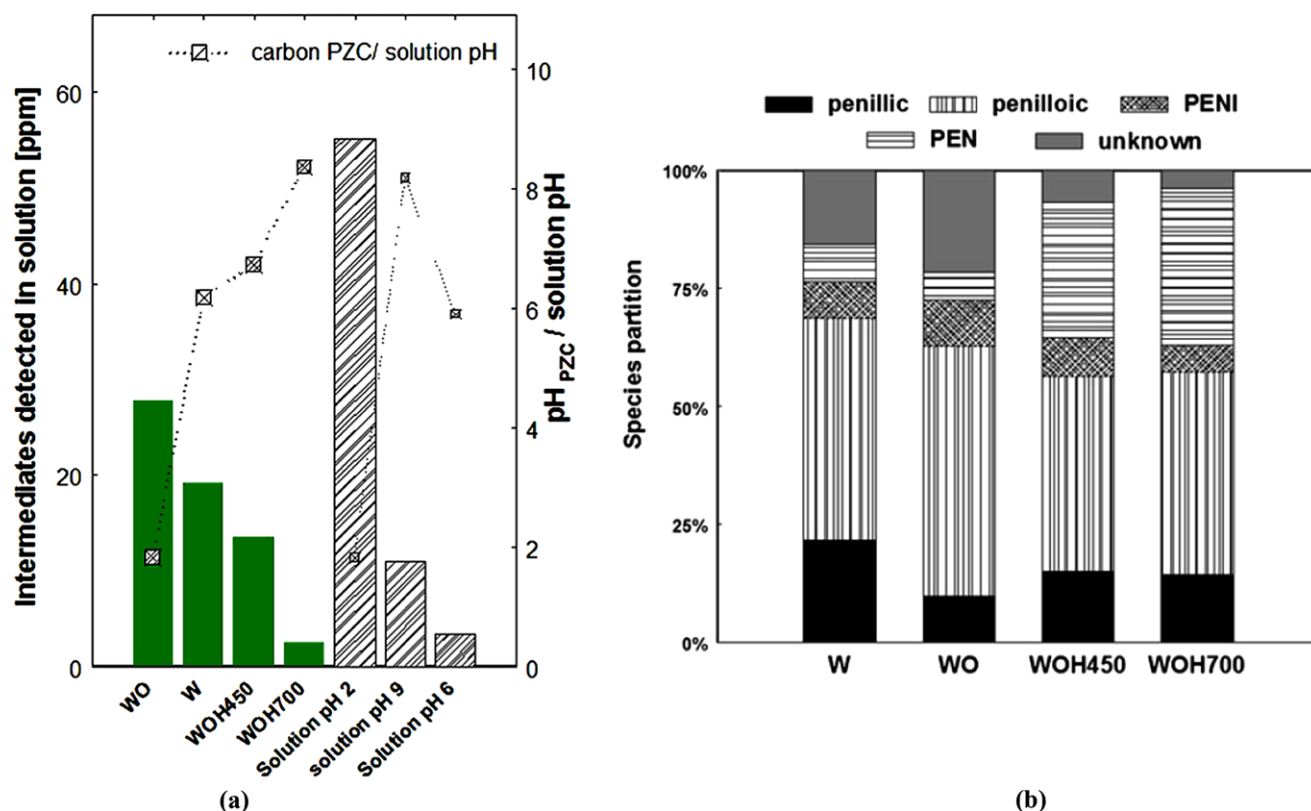 carbon PZC/ solution pH
Intermediates detected In solution [ppm]
60
40
20
0
10
8
6
4
2
0
pH PZC / solution pH
WO
W
WOH450
WOH700
Solution pH 2
solution pH 9
Solution pH 6
(a)
penillic penilloic PENI
PEN unknown
Species partition
100%
75%
50%
25%
0%
W WO WOH450 WOH700
(b)